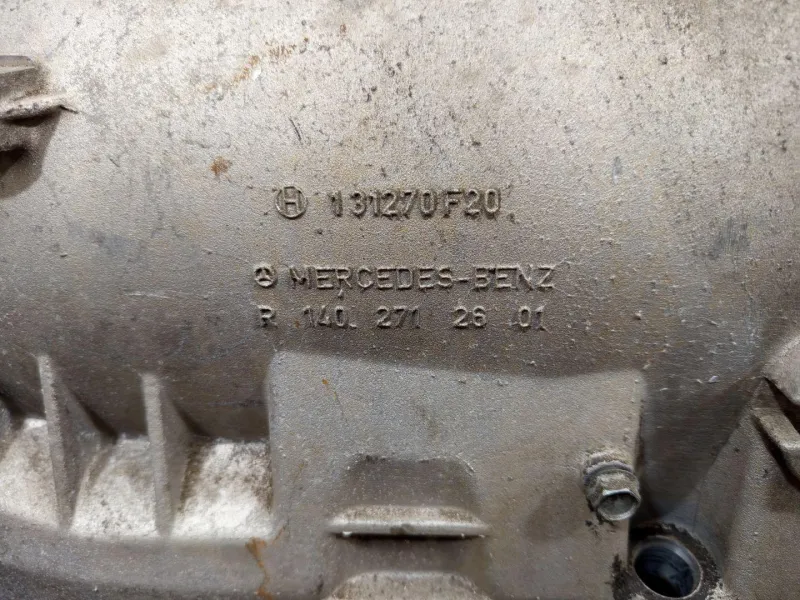 H 131270F20
MERCEDES-BENZ
R 140 271 26 01